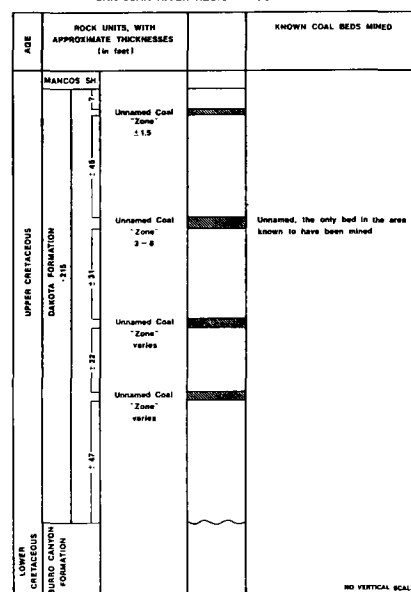 AGE
ROCK UNITS, WITH
APPROXIMATE THICKNESSES
(in feet)
KNOWN COAL BEDS MINED
MANCOS SH.
UPPER CRETACEOUS
DAKOTA FORMATION
7
Unnamed Coal
"Zone"
± 1.5
± 45
Unnamed Coal
"Zone"
3 - 8
Unnamed, the only bed in the area
known to have been mined
± 31
Unnamed Coal
"Zone"
varies
± 22
Unnamed Coal
"Zone"
varies
± 47
LOWER
CRETACEOUS
BURRO CANYON
FORMATION
NO VERTICAL SCAL